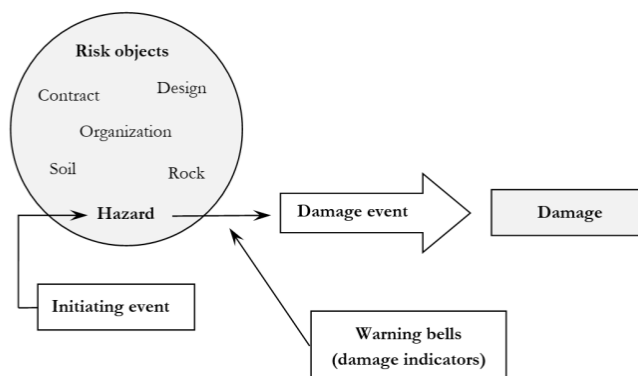 Risk objects
Contract
Design
Organization
Soil
Rock
Hazard
Damage event
Damage
Initiating event
Warning bells
(damage indicators)